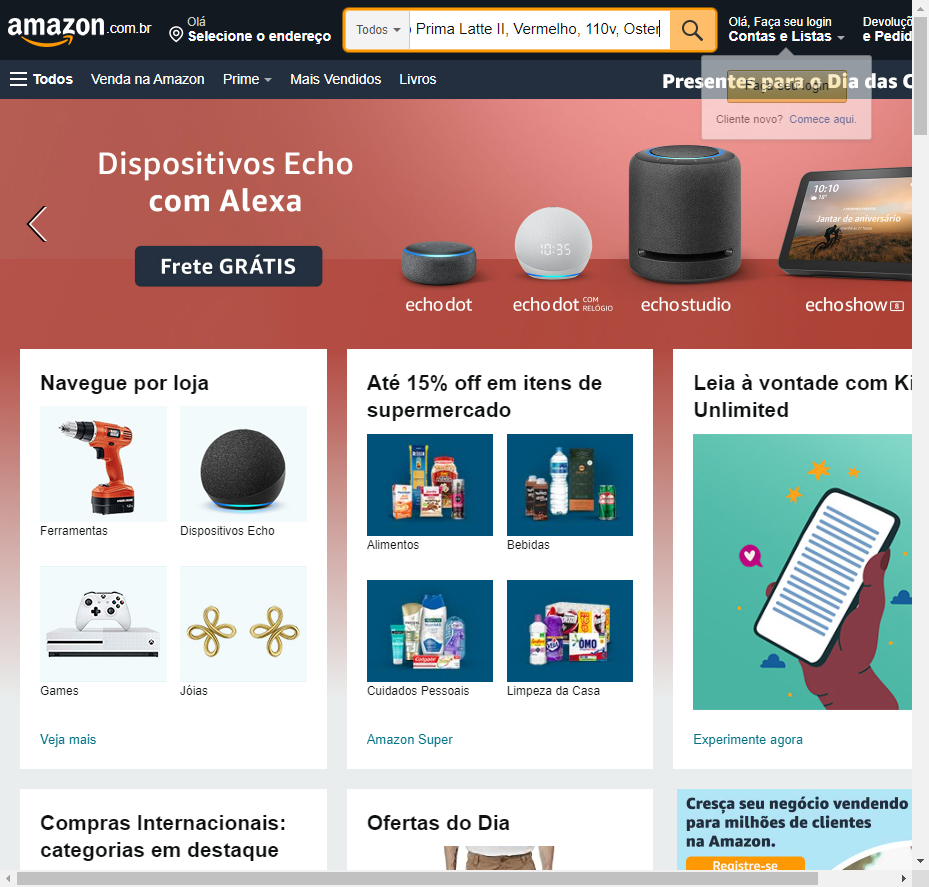 amazon.com.br
Olá
Selecione o endereço
Todos
Prima Latte II, Vermelho, 110v, Oster
Olá, Faça seu login
Contas e Listas
Devoluçõ
e Pedid
Todos
Venda na Amazon
Prime
Mais Vendidos
Livros
Presentes para o Dia das C
Faça seu login
Cliente novo? Comece aqui.
Dispositivos Echo
com Alexa
Frete GRÁTIS
10:35
10:10
18°
Jantar de aniversário
echo dot
echo dot COM RELÓGIO
echo studio
echo show 8
Navegue por loja
Ferramentas
Dispositivos Echo
Games
Jóias
Veja mais
Até 15% off em itens de
supermercado
Alimentos
Bebidas
Colgate
OMO
Cuidados Pessoais
Limpeza da Casa
Amazon Super
Leia à vontade com Ki
Unlimited
Experimente agora
Compras Internacionais:
categorias em destaque
Ofertas do Dia
Cresça seu negócio vendendo
para milhões de clientes
na Amazon.
Registre-se